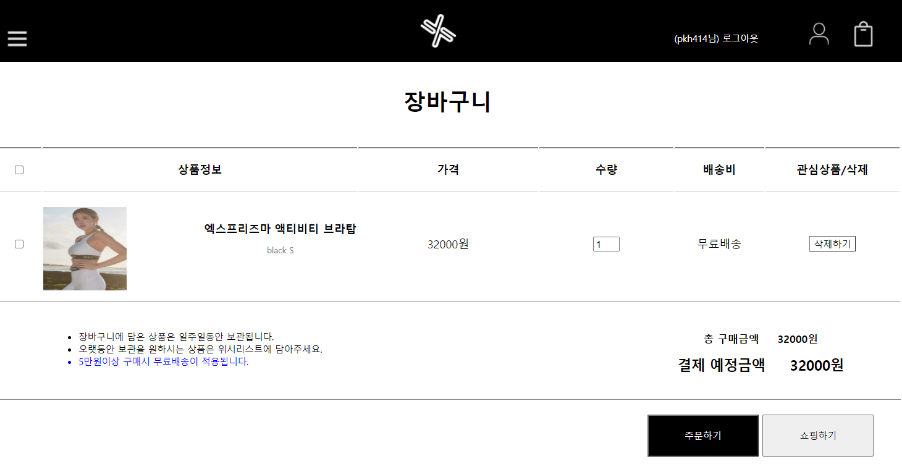 (pkh414님) 로그아웃
장바구니
상품정보 가격 수량 배송비 관심상품/삭제
엑스프리즈마 액티비티 브라탑
black S
32000원 1 무료배송 삭제하기
장바구니에 담은 상품은 일주일동안 보관됩니다.
오랫동안 보관을 원하시는 상품은 위시리스트에 담아주세요.
5만원이상 구매시 무료배송이 적용됩니다.
총 구매금액 32000원
결제 예정금액 32000원
주문하기 쇼핑하기